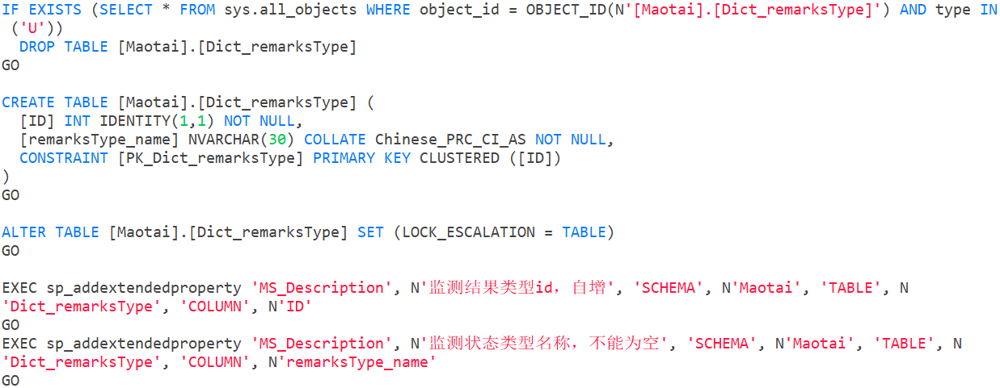 IF EXISTS (SELECT * FROM sys.all_objects WHERE object_id = OBJECT_ID(N'[Maotai].[Dict_remarksType]') AND type IN
('U'))
DROP TABLE [Maotai].[Dict_remarksType]
GO
CREATE TABLE [Maotai].[Dict_remarksType] (
[ID] INT IDENTITY(1,1) NOT NULL,
[remarksType_name] NVARCHAR(30) COLLATE Chinese_PRC_CI_AS NOT NULL,
CONSTRAINT [PK_Dict_remarksType] PRIMARY KEY CLUSTERED ([ID])
)
GO
ALTER TABLE [Maotai].[Dict_remarksType] SET (LOCK_ESCALATION = TABLE)
GO
EXEC sp_addextendedproperty 'MS_Description', N'监测结果类型id，自增', 'SCHEMA', N'Maotai', 'TABLE', N
'Dict_remarksType', 'COLUMN', N'ID'
GO
EXEC sp_addextendedproperty 'MS_Description', N'监测状态类型名称，不能为空', 'SCHEMA', N'Maotai', 'TABLE', N
'Dict_remarksType', 'COLUMN', N'remarksType_name'
GO